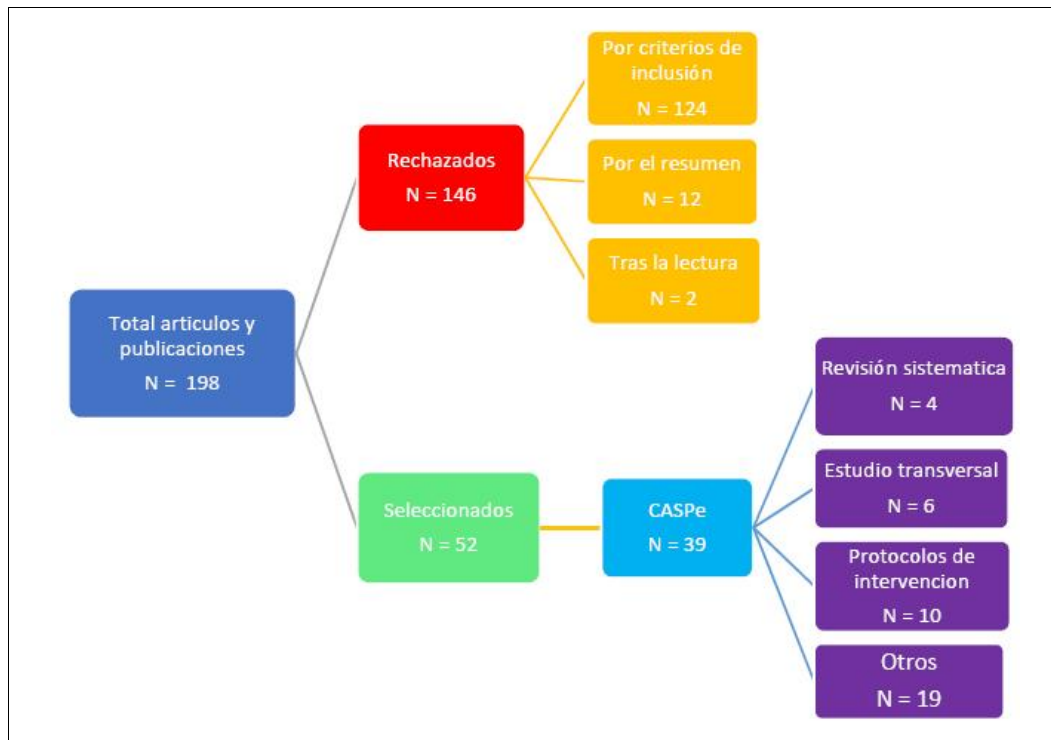 Total articulos y
publicaciones
N = 198
Rechazados
N = 146
Por criterios de
inclusión
N = 124
Por el resumen
N = 12
Tras la lectura
N = 2
Seleccionados
N = 52
CASPe
N = 39
Revisión sistematica
N = 4
Estudio transversal
N = 6
Protocolos de
intervencion
N = 10
Otros
N = 19